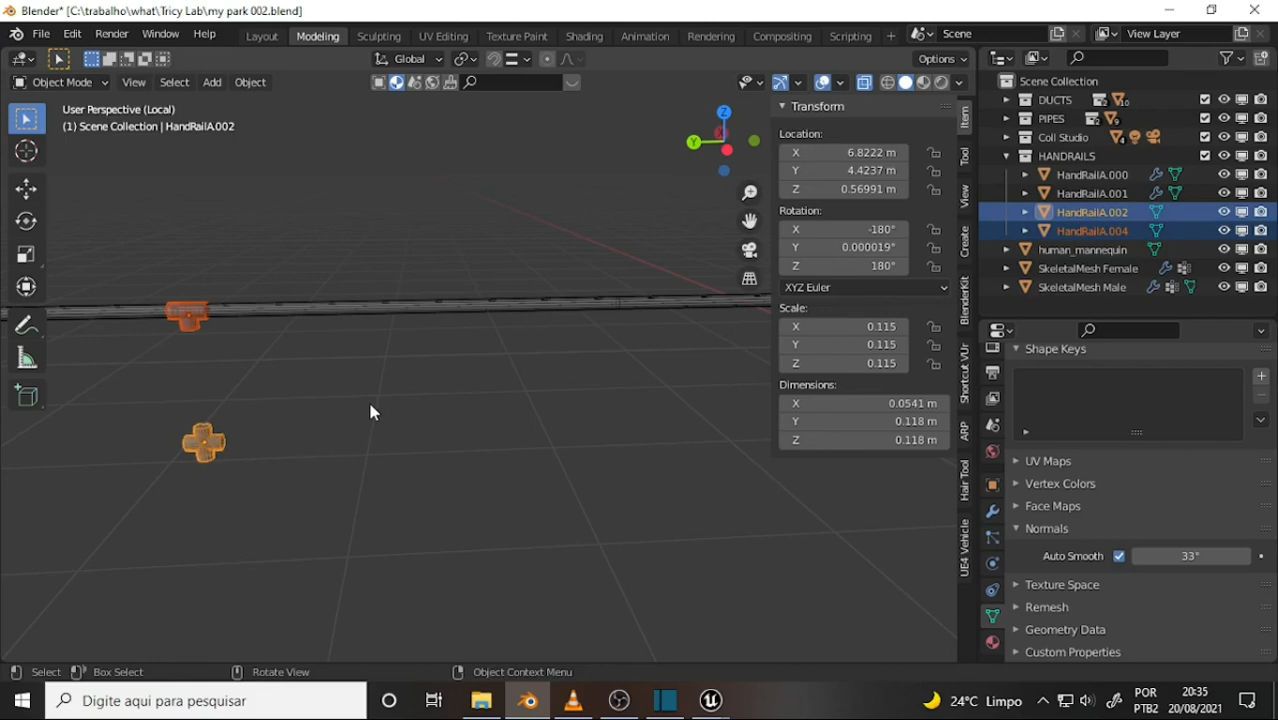 Blender* [C:\trabalho\what\Tricy Lab\my park 002.blend]
File Edit Render Window Help Layout Modeling Sculpting UV Editing Texture Paint Shading Animation Rendering Compositing Scripting + Scene View Layer
Global Options
Object Mode View Select Add Object
User Perspective (Local)
(1) Scene Collection | HandRailA.002
Z
Y
Transform
Location:
X 6.8222 m
Y 4.4237 m
Z 0.56991 m
Rotation:
X -180°
Y 0.000019°
Z 180°
XYZ Euler
Scale:
X 0.115
Y 0.115
Z 0.115
Dimensions:
X 0.0541 m
Y 0.118 m
Z 0.118 m
Item
Tool
View
Create
BlenderKit
Shortcut VUr
ARP
Hair Tool
UE4 Vehicle
Scene Collection
DUCTS 2 10
PIPES 2 9
Coll Studio 4
HANDRAILS
HandRailA.000
HandRailA.001
HandRailA.002
HandRailA.004
human_mannequin
SkeletalMesh Female
SkeletalMesh Male
Shape Keys
UV Maps
Vertex Colors
Face Maps
Normals
Auto Smooth 33°
Texture Space
Remesh
Geometry Data
Custom Properties
Select Box Select Rotate View Object Context Menu
Digite aqui para pesquisar
24°C Limpo
POR
PTB2
20:35
20/08/2021